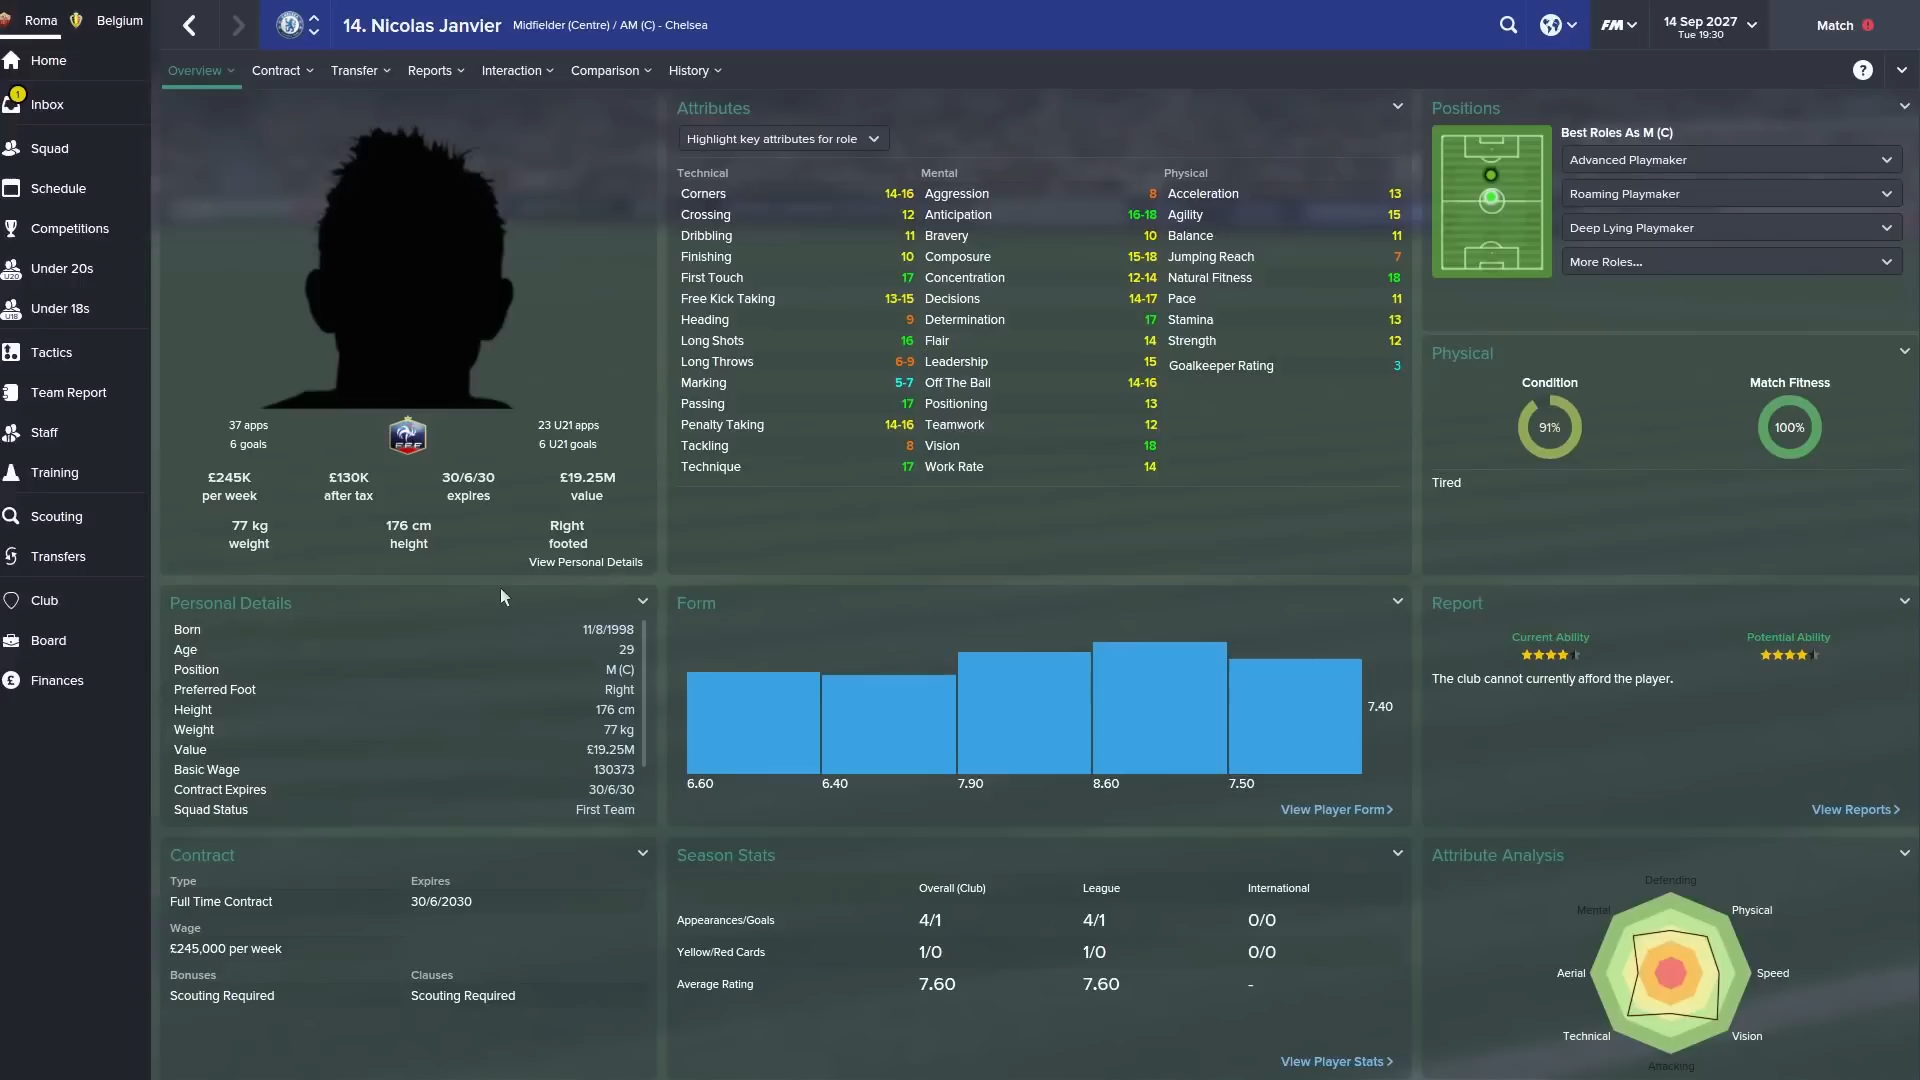 Roma
Belgium
14. Nicolas Janvier
Midfielder (Centre) / AM (C) - Chelsea
FM
14 Sep 2027
Tue 19:30
Match
Home
1
Inbox
Squad
Schedule
Competitions
U20
Under 20s
U18
Under 18s
Tactics
Team Report
Staff
Training
Scouting
Transfers
Club
Board
£
Finances
Overview
Contract
Transfer
Reports
Interaction
Comparison
History
?
37 apps
6 goals
FFF
23 U21 apps
6 U21 goals
£245K
per week
£130K
after tax
30/6/30
expires
£19.25M
value
77 kg
weight
176 cm
height
Right
footed
View Personal Details
Attributes
Highlight key attributes for role
Technical
Corners 14-16
Crossing 12
Dribbling 11
Finishing 10
First Touch 17
Free Kick Taking 13-15
Heading 9
Long Shots 16
Long Throws 6-9
Marking 5-7
Passing 17
Penalty Taking 14-16
Tackling 8
Technique 17
Mental
Aggression 8
Anticipation 16-18
Bravery 10
Composure 15-18
Concentration 12-14
Decisions 14-17
Determination 17
Flair 14
Leadership 15
Off The Ball 14-16
Positioning 13
Teamwork 12
Vision 18
Work Rate 14
Physical
Acceleration 13
Agility 15
Balance 11
Jumping Reach 7
Natural Fitness 18
Pace 11
Stamina 13
Strength 12
Goalkeeper Rating 3
Positions
Best Roles As M (C)
Advanced Playmaker
Roaming Playmaker
Deep Lying Playmaker
More Roles...
Physical
Condition
91%
Match Fitness
100%
Tired
Personal Details
Born 11/8/1998
Age 29
Position M (C)
Preferred Foot Right
Height 176 cm
Weight 77 kg
Value £19.25M
Basic Wage 130373
Contract Expires 30/6/30
Squad Status First Team
Form
7.40
6.60 6.40 7.90 8.60 7.50
View Player Form>
Report
Current Ability
Potential Ability
The club cannot currently afford the player.
View Reports>
Contract
Type
Full Time Contract
Expires
30/6/2030
Wage
£245,000 per week
Bonuses
Scouting Required
Clauses
Scouting Required
Season Stats
Overall (Club) League International
Appearances/Goals 4/1 4/1 0/0
Yellow/Red Cards 1/0 1/0 0/0
Average Rating 7.60 7.60 -
View Player Stats>
Attribute Analysis
Defending
Mental
Physical
Aerial
Speed
Technical
Vision
Attacking